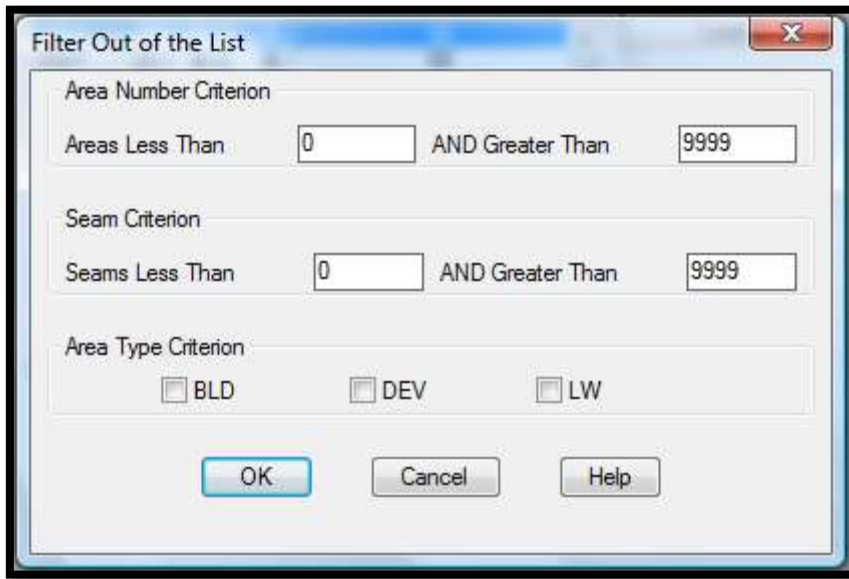 Filter Out of the List
Area Number Criterion
Areas Less Than 0 AND Greater Than 9999
Seam Criterion
Seams Less Than 0 AND Greater Than 9999
Area Type Criterion
BLD DEV LW
OK Cancel Help